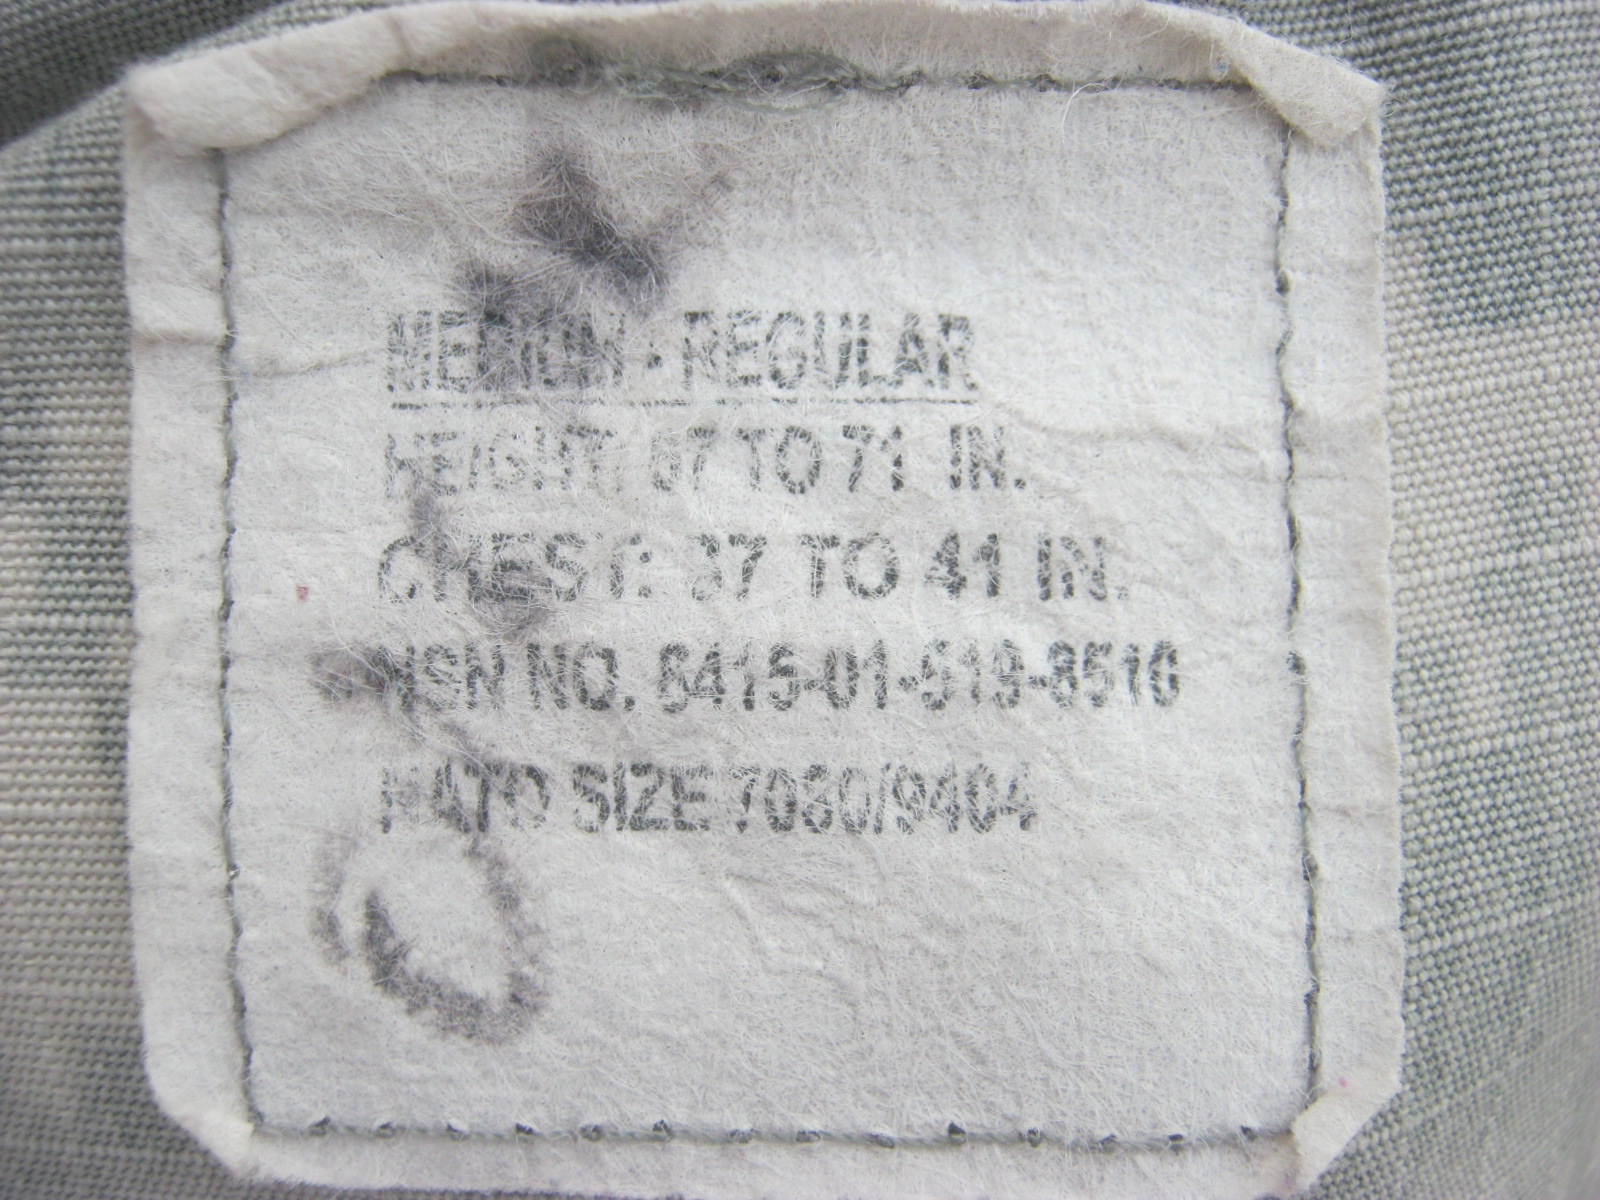 MEDIUM - REGULAR
HEIGHT: 67 TO 71 IN.
CHEST: 37 TO 41 IN.
NSN NO. 8415-01-519-8510
NATO SIZE 7080/9404